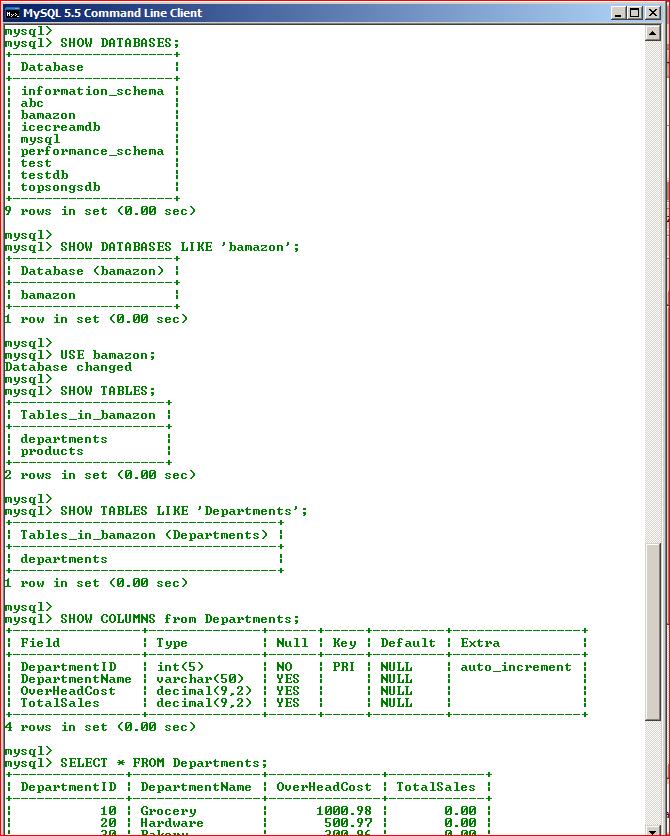 MySQL 5.5 Command Line Client
mysql>
mysql> SHOW DATABASES;
+--------------------+
| Database           |
+--------------------+
| information_schema |
| abc                |
| bamazon            |
| icecreamdb         |
| mysql              |
| performance_schema |
| test               |
| testdb             |
| topsongsdb         |
+--------------------+
9 rows in set (0.00 sec)
mysql>
mysql> SHOW DATABASES LIKE 'bamazon';
+--------------------+
| Database (bamazon) |
+--------------------+
| bamazon            |
+--------------------+
1 row in set (0.00 sec)
mysql>
mysql> USE bamazon;
Database changed
mysql>
mysql> SHOW TABLES;
+-------------------+
| Tables_in_bamazon |
+-------------------+
| departments       |
| products          |
+-------------------+
2 rows in set (0.00 sec)
mysql>
mysql> SHOW TABLES LIKE 'Departments';
+---------------------------------+
| Tables_in_bamazon (Departments) |
+---------------------------------+
| departments                     |
+---------------------------------+
1 row in set (0.00 sec)
mysql>
mysql> SHOW COLUMNS from Departments;
+----------------+--------------+------+-----+---------+----------------+
| Field          | Type         | Null | Key | Default | Extra          |
+----------------+--------------+------+-----+---------+----------------+
| DepartmentID   | int(5)       | NO   | PRI | NULL    | auto_increment |
| DepartmentName | varchar(50)  | YES  |     | NULL    |                |
| OverHeadCost   | decimal(9,2) | YES  |     | NULL    |                |
| TotalSales     | decimal(9,2) | YES  |     | NULL    |                |
+----------------+--------------+------+-----+---------+----------------+
4 rows in set (0.00 sec)
mysql>
mysql> SELECT * FROM Departments;
+--------------+----------------+--------------+------------+
| DepartmentID | DepartmentName | OverHeadCost | TotalSales |
+--------------+----------------+--------------+------------+
|           10 | Grocery        |      1000.98 |       0.00 |
|           20 | Hardware       |       500.97 |       0.00 |